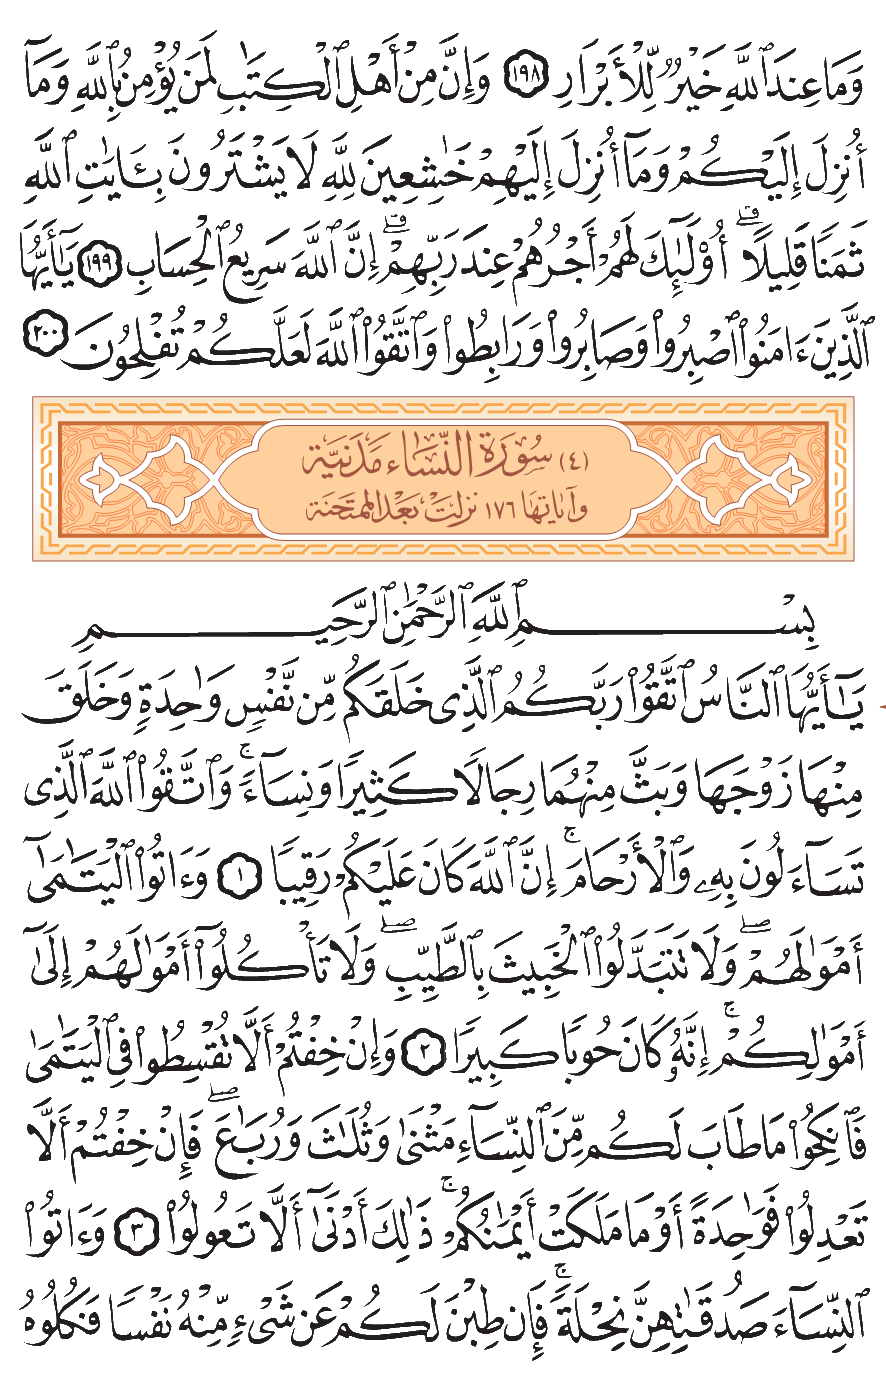 وَمَا عِندَ ٱللَّهِ خَيْرٌ لِّلْأَبْرَارِ ١٩٨ وَإِنَّ مِنْ أَهْلِ ٱلْكِتَٰبِ لَمَن يُؤْمِنُ بِٱللَّهِ وَمَآ
أُنزِلَ إِلَيْكُمْ وَمَآ أُنزِلَ إِلَيْهِمْ خَٰشِعِينَ لِلَّهِ لَا يَشْتَرُونَ بِـَٔايَٰتِ ٱللَّهِ
ثَمَنًا قَلِيلًا ۗ أُو۟لَٰٓئِكَ لَهُمْ أَجْرُهُمْ عِندَ رَبِّهِمْ ۗ إِنَّ ٱللَّهَ سَرِيعُ ٱلْحِسَابِ ١٩٩ يَٰٓأَيُّهَا
ٱلَّذِينَ ءَامَنُوا۟ ٱصْبِرُوا۟ وَصَابِرُوا۟ وَرَابِطُوا۟ وَٱتَّقُوا۟ ٱللَّهَ لَعَلَّكُمْ تُفْلِحُونَ ٢٠٠
(٤) سُورَة النِّسَاء مَدَنيَّة
وآياتها ١٧٦ نزلت بَعْد الممتَحنَة
بِسْمِ ٱللَّهِ ٱلرَّحْمَٰنِ ٱلرَّحِيمِ
يَٰٓأَيُّهَا ٱلنَّاسُ ٱتَّقُوا۟ رَبَّكُمُ ٱلَّذِى خَلَقَكُم مِّن نَّفْسٍ وَٰحِدَةٍ وَخَلَقَ
مِنْهَا زَوْجَهَا وَبَثَّ مِنْهُمَا رِجَالًا كَثِيرًا وَنِسَآءً ۚ وَٱتَّقُوا۟ ٱللَّهَ ٱلَّذِى
تَسَآءَلُونَ بِهِۦ وَٱلْأَرْحَامَ ۚ إِنَّ ٱللَّهَ كَانَ عَلَيْكُمْ رَقِيبًا ١ وَءَاتُوا۟ ٱلْيَتَٰمَىٰٓ
أَمْوَٰلَهُمْ ۖ وَلَا تَتَبَدَّلُوا۟ ٱلْخَبِيثَ بِٱلطَّيِّبِ ۖ وَلَا تَأْكُلُوٓا۟ أَمْوَٰلَهُمْ إِلَىٰٓ
أَمْوَٰلِكُمْ ۚ إِنَّهُۥ كَانَ حُوبًا كَبِيرًا ٢ وَإِنْ خِفْتُمْ أَلَّا تُقْسِطُوا۟ فِى ٱلْيَتَٰمَىٰ
فَٱنكِحُوا۟ مَا طَابَ لَكُم مِّنَ ٱلنِّسَآءِ مَثْنَىٰ وَثُلَٰثَ وَرُبَٰعَ ۖ فَإِنْ خِفْتُمْ أَلَّا
تَعْدِلُوا۟ فَوَٰحِدَةً أَوْ مَا مَلَكَتْ أَيْمَٰنُكُمْ ۚ ذَٰلِكَ أَدْنَىٰٓ أَلَّا تَعُولُوا۟ ٣ وَءَاتُوا۟
ٱلنِّسَآءَ صَدُقَٰتِهِنَّ نِحْلَةً ۚ فَإِن طِبْنَ لَكُمْ عَن شَىْءٍ مِّنْهُ نَفْسًا فَكُلُوهُ